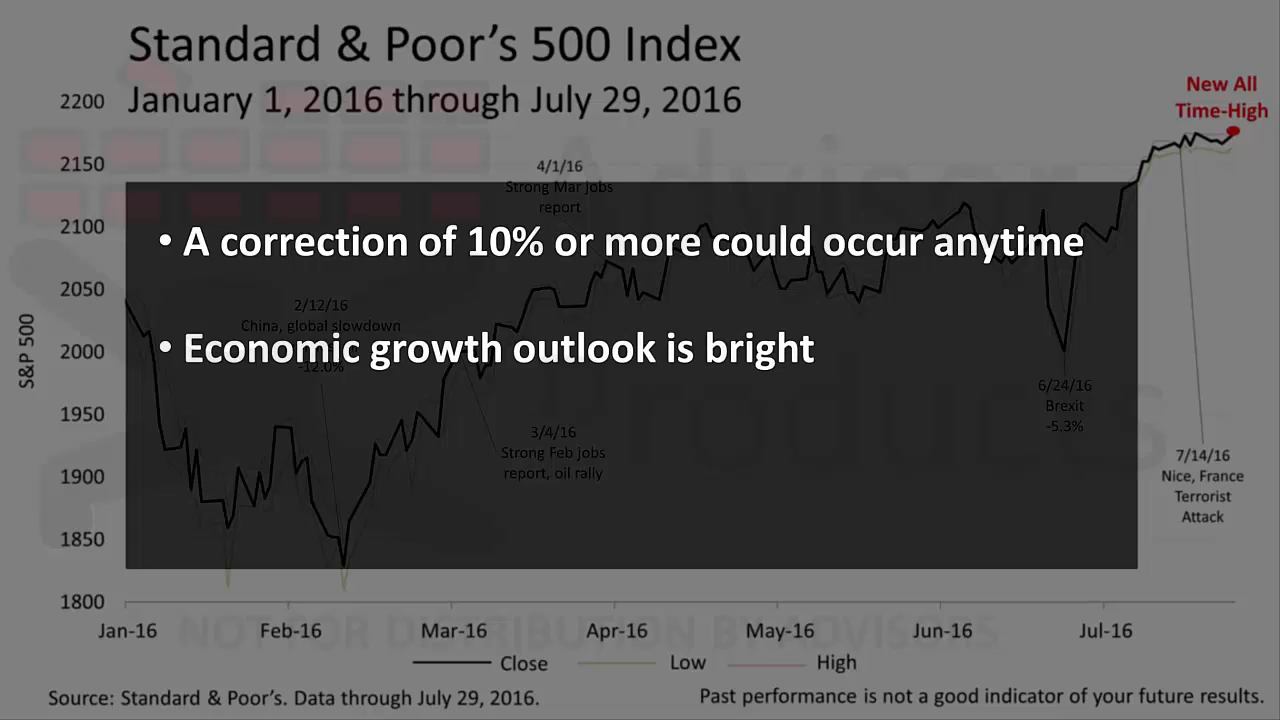 Standard & Poor's 500 Index
January 1, 2016 through July 29, 2016
New All
Time-High
2200
2150
2100
2050
2000
1950
1900
1850
1800
S&P 500
4/1/16
Strong Mar jobs
report
• A correction of 10% or more could occur anytime
2/12/16
China, global slowdown
-12.0%
• Economic growth outlook is bright
3/4/16
Strong Feb jobs
report, oil rally
6/24/16
Brexit
-5.3%
7/14/16
Nice, France
Terrorist
Attack
Jan-16 Feb-16 Mar-16 Apr-16 May-16 Jun-16 Jul-16
NOT FOR DISTRIBUTION BY ADVISORS
Close Low High
Source: Standard & Poor's. Data through July 29, 2016.
Past performance is not a good indicator of your future results.